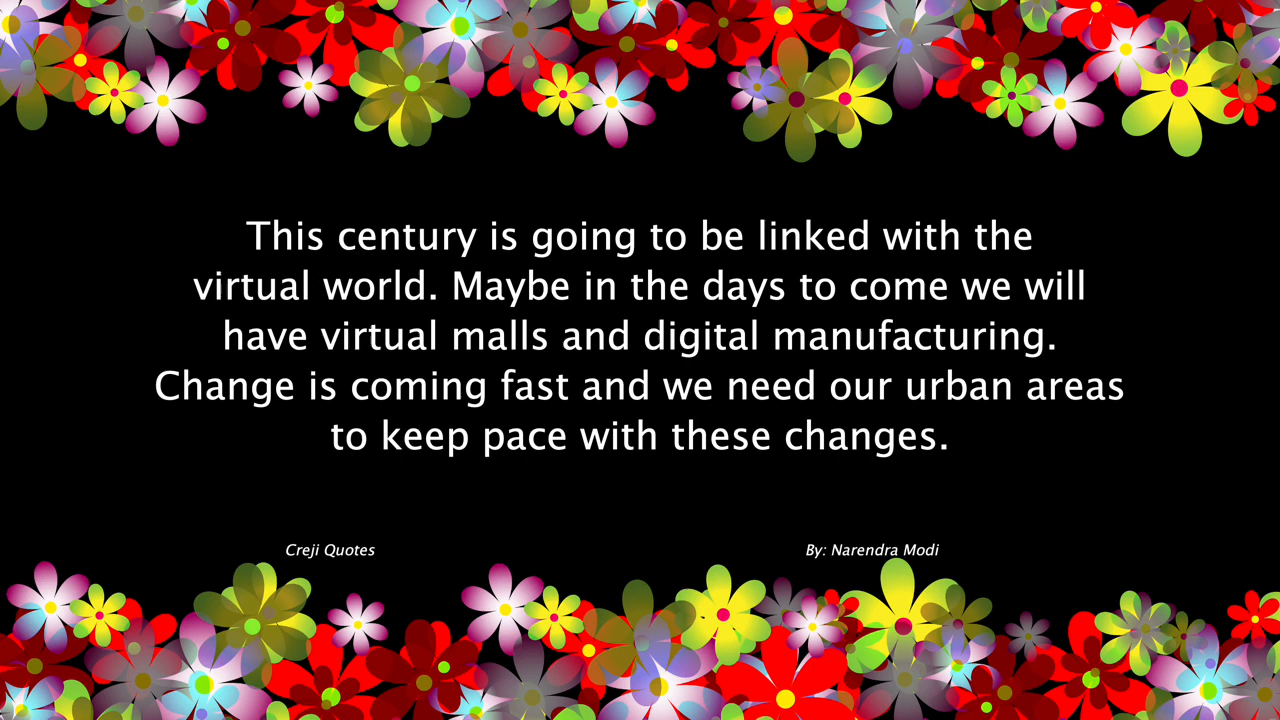 This century is going to be linked with the
virtual world. Maybe in the days to come we will
have virtual malls and digital manufacturing.
Change is coming fast and we need our urban areas
to keep pace with these changes.
Creji Quotes
By: Narendra Modi